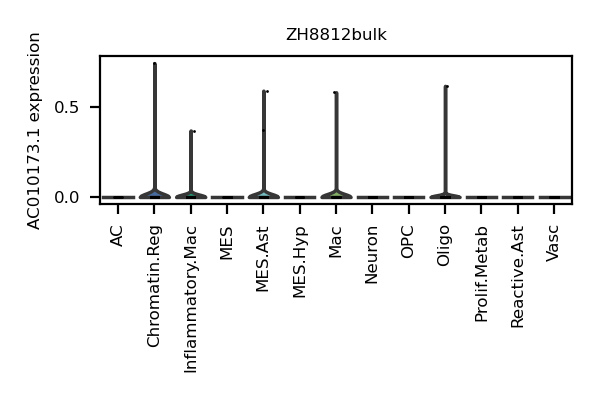 ZH8812bulk
AC010173.1 expression
0.5
0.0
AC
Chromatin.Reg
Inflammatory.Mac
MES
MES.Ast
MES.Hyp
Mac
Neuron
OPC
Oligo
Prolif.Metab
Reactive.Ast
Vasc